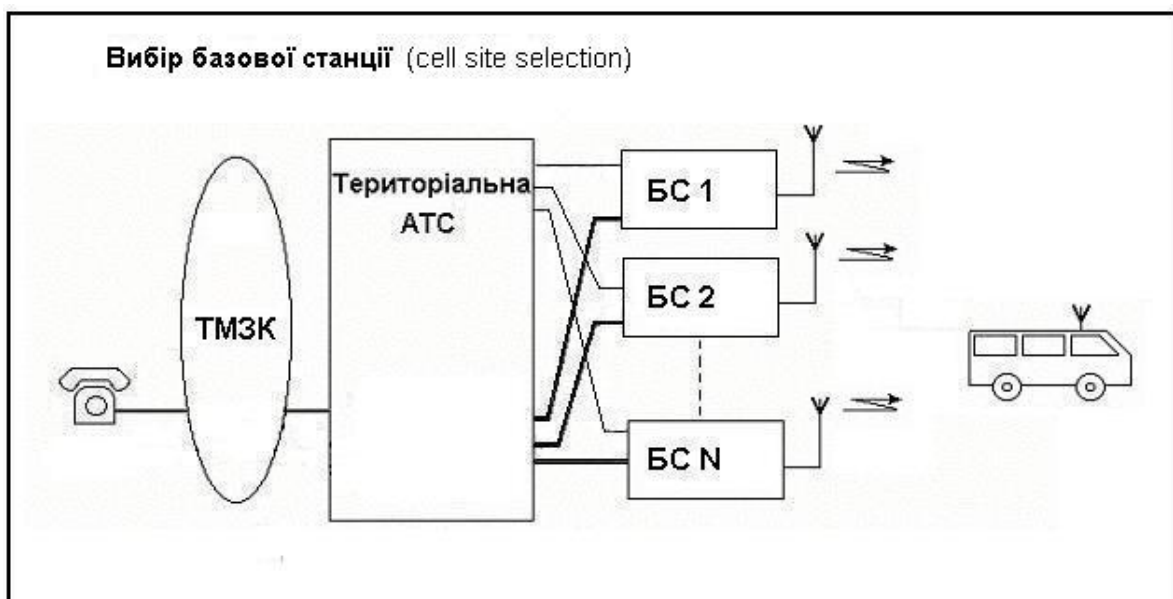 Вибір базової станції (cell site selection)
Територіальна
АТС
ТМЗК
БС 1
БС 2
БС N